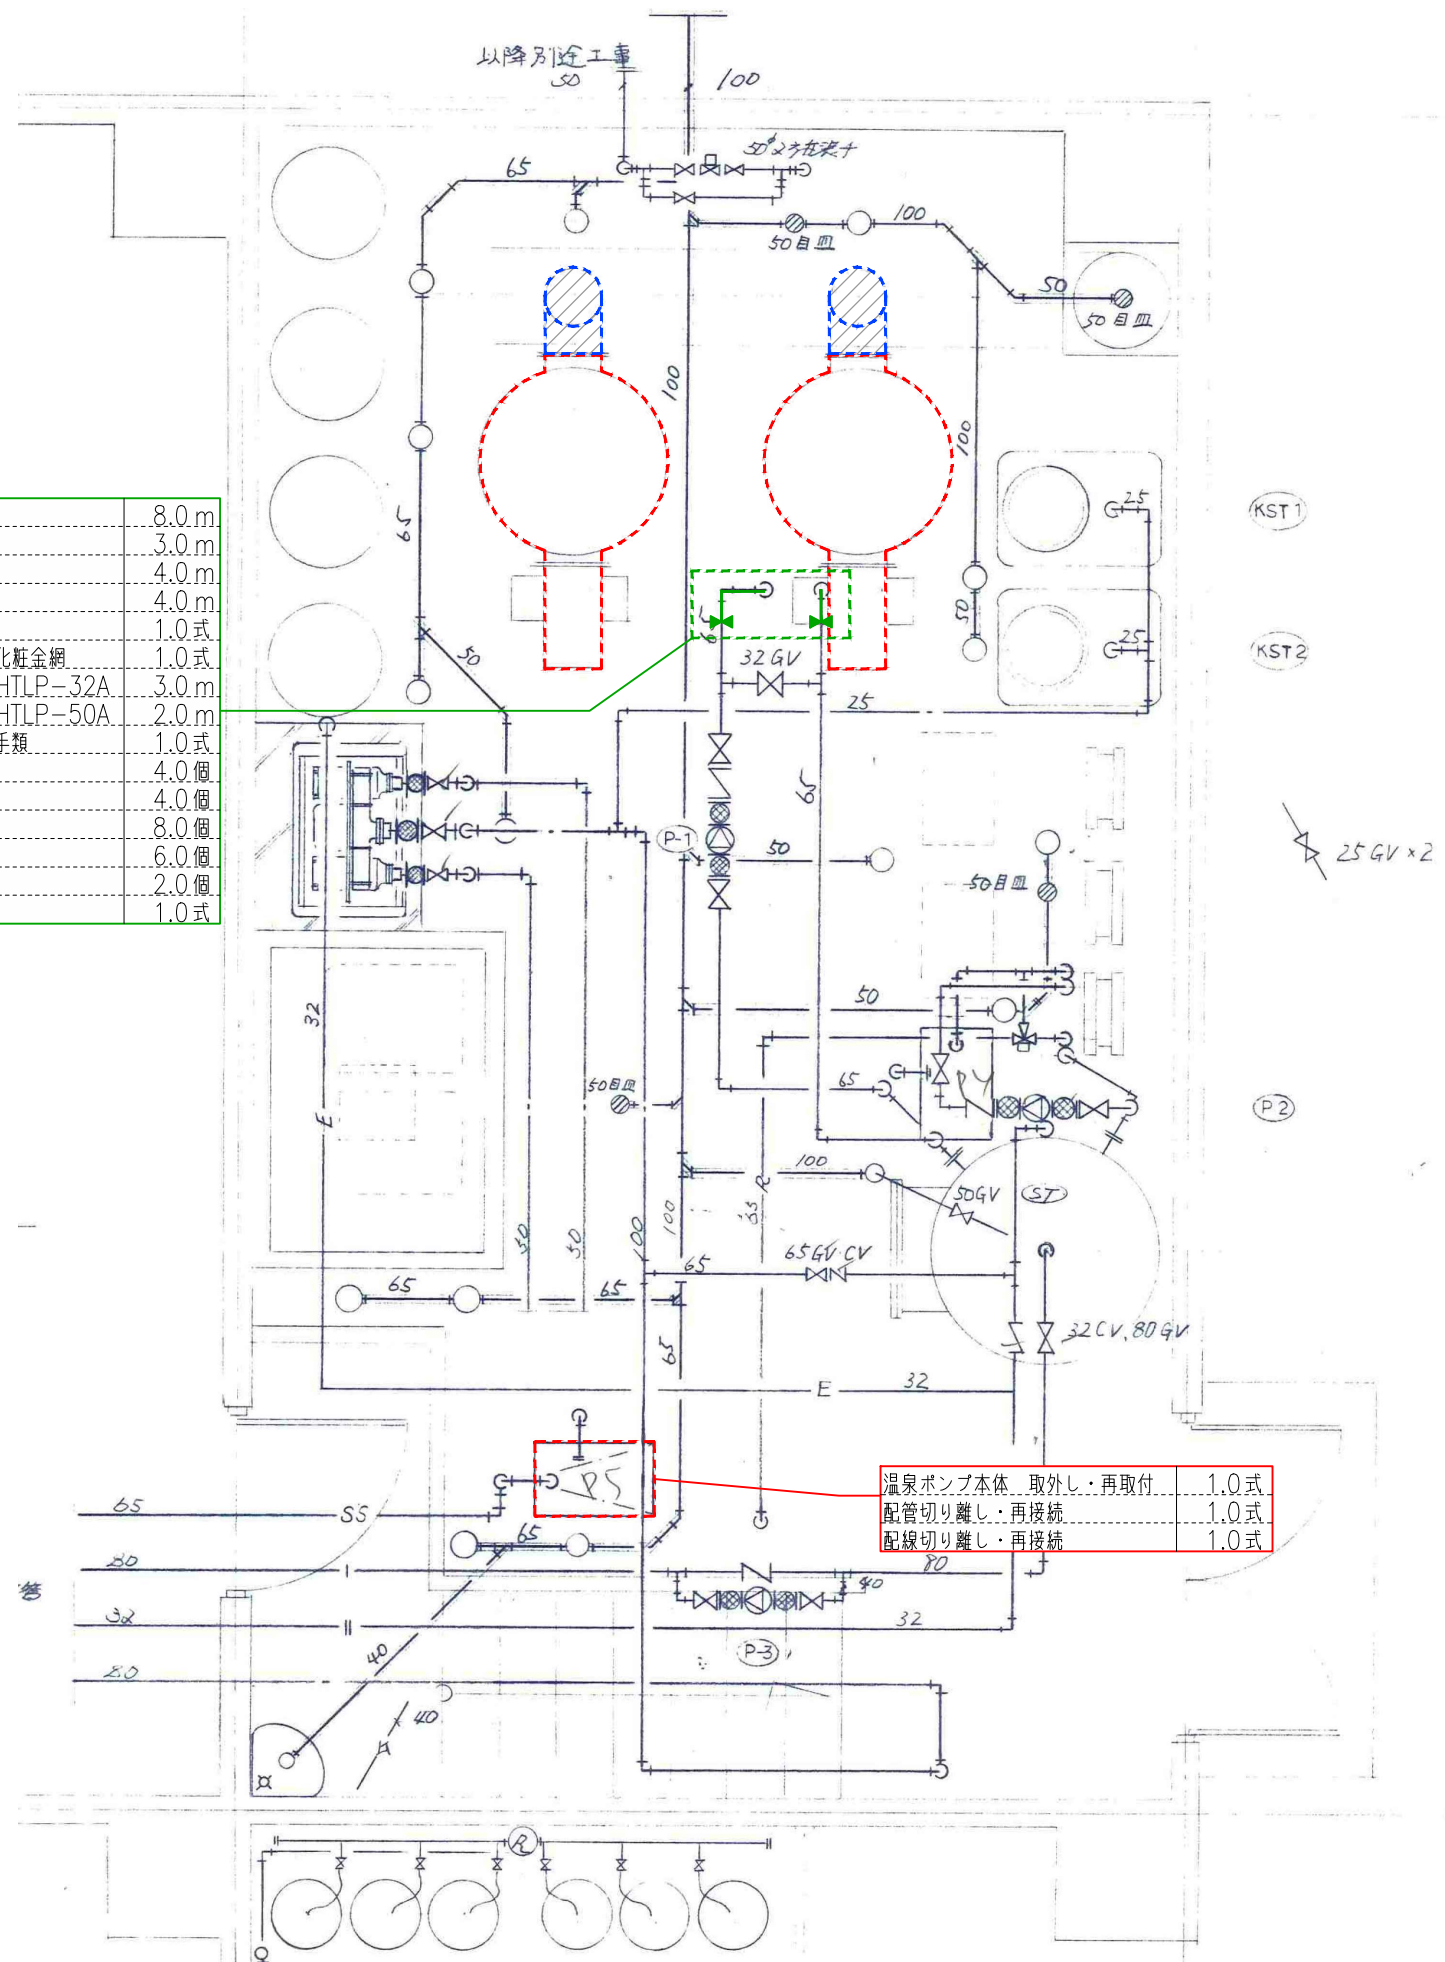 以降別途工事
50
100
65
50目皿
100
50
50目皿
100
100
65
25
KST1
8.0m
3.0m
4.0m
4.0m
1.0式
化粧金網 1.0式
HTLP-32A 3.0m
HTLP-50A 2.0m
手類 1.0式
4.0個
4.0個
8.0個
6.0個
2.0個
1.0式
50
65
25
KST2
50
32GV
25
65
P-1
50
50目皿
25GV×2
32
50
50目皿
65
P4
P2
E
100
50GV
ST
65
R
50
50
100
100
65GV CV
65
65
65
32CV, 80GV
65
E
32
P.5
温泉ポンプ本体 取外し・再取付 1.0式
配管切り離し・再接続 1.0式
配線切り離し・再接続 1.0式
65
SS
65
80
80
40
32
32
P-3
40
80
40
R